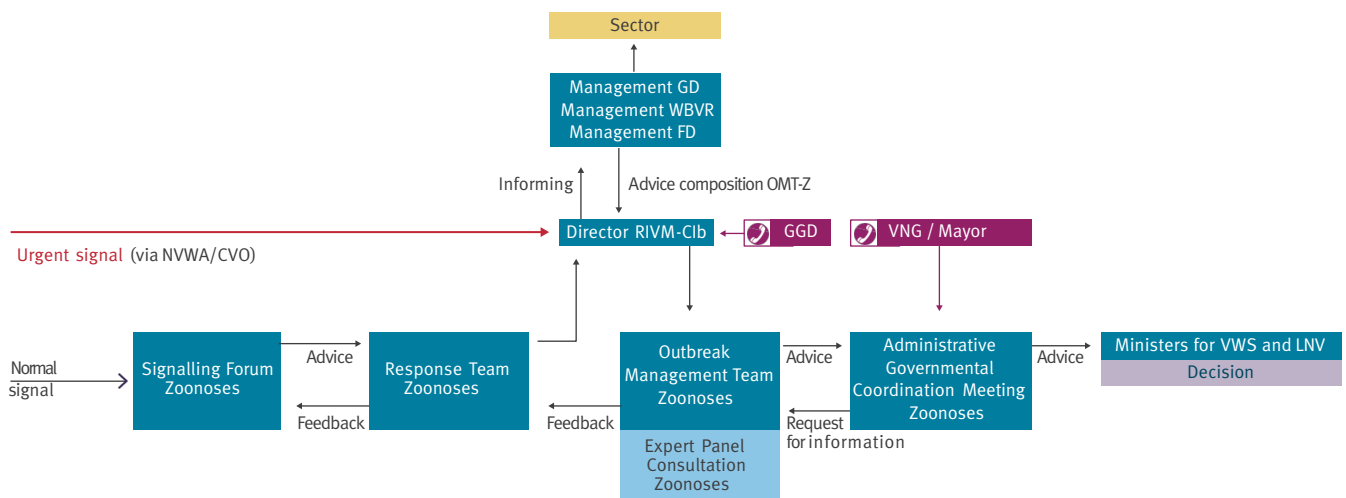 Sector
Management GD
Management WBVR
Management FD
Informing
Advice composition OMT-Z
Director RIVM-CIb
GGD
VNG / Mayor
Urgent signal (via NVWA/CVO)
Normal
signal
Signalling Forum
Zoonoses
Advice
Feedback
Response Team
Zoonoses
Feedback
Outbreak
Management Team
Zoonoses
Expert Panel
Consultation
Zoonoses
Advice
Request
for information
Administrative
Governmental
Coordination Meeting
Zoonoses
Advice
Ministers for VWS and LNV
Decision